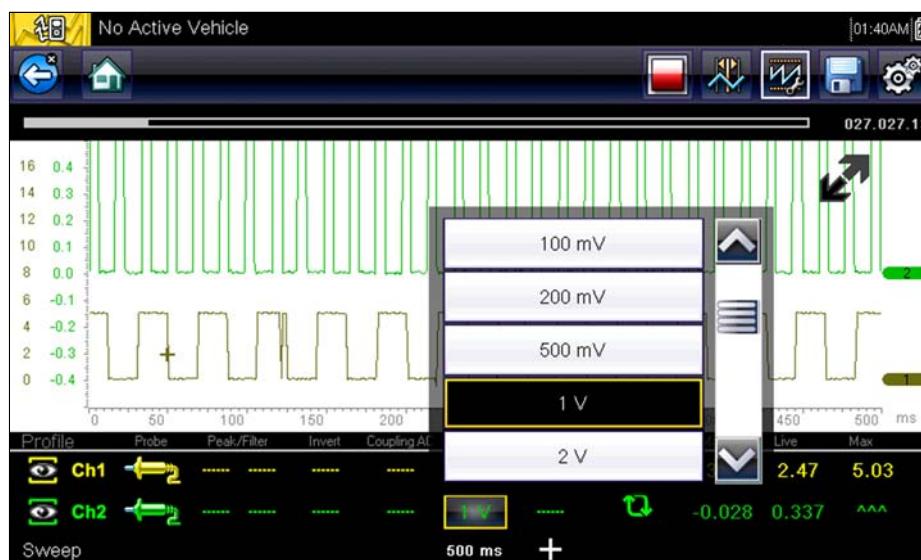 No Active Vehicle
01:40AM
027.027.1
16 0.4
14 0.3
12 0.2
10 0.1
8 0.0
6 -0.1
4 -0.2
2 -0.3
0 -0.4
100 mV
200 mV
500 mV
1 V
2 V
2
1
0 50 100 150 200 450 500 ms
Profile Probe Peak/Filter Invert Coupling AC Live Max
Ch1 2.47 5.03
Ch2 1 V -0.028 0.337 ^^^
Sweep 500 ms